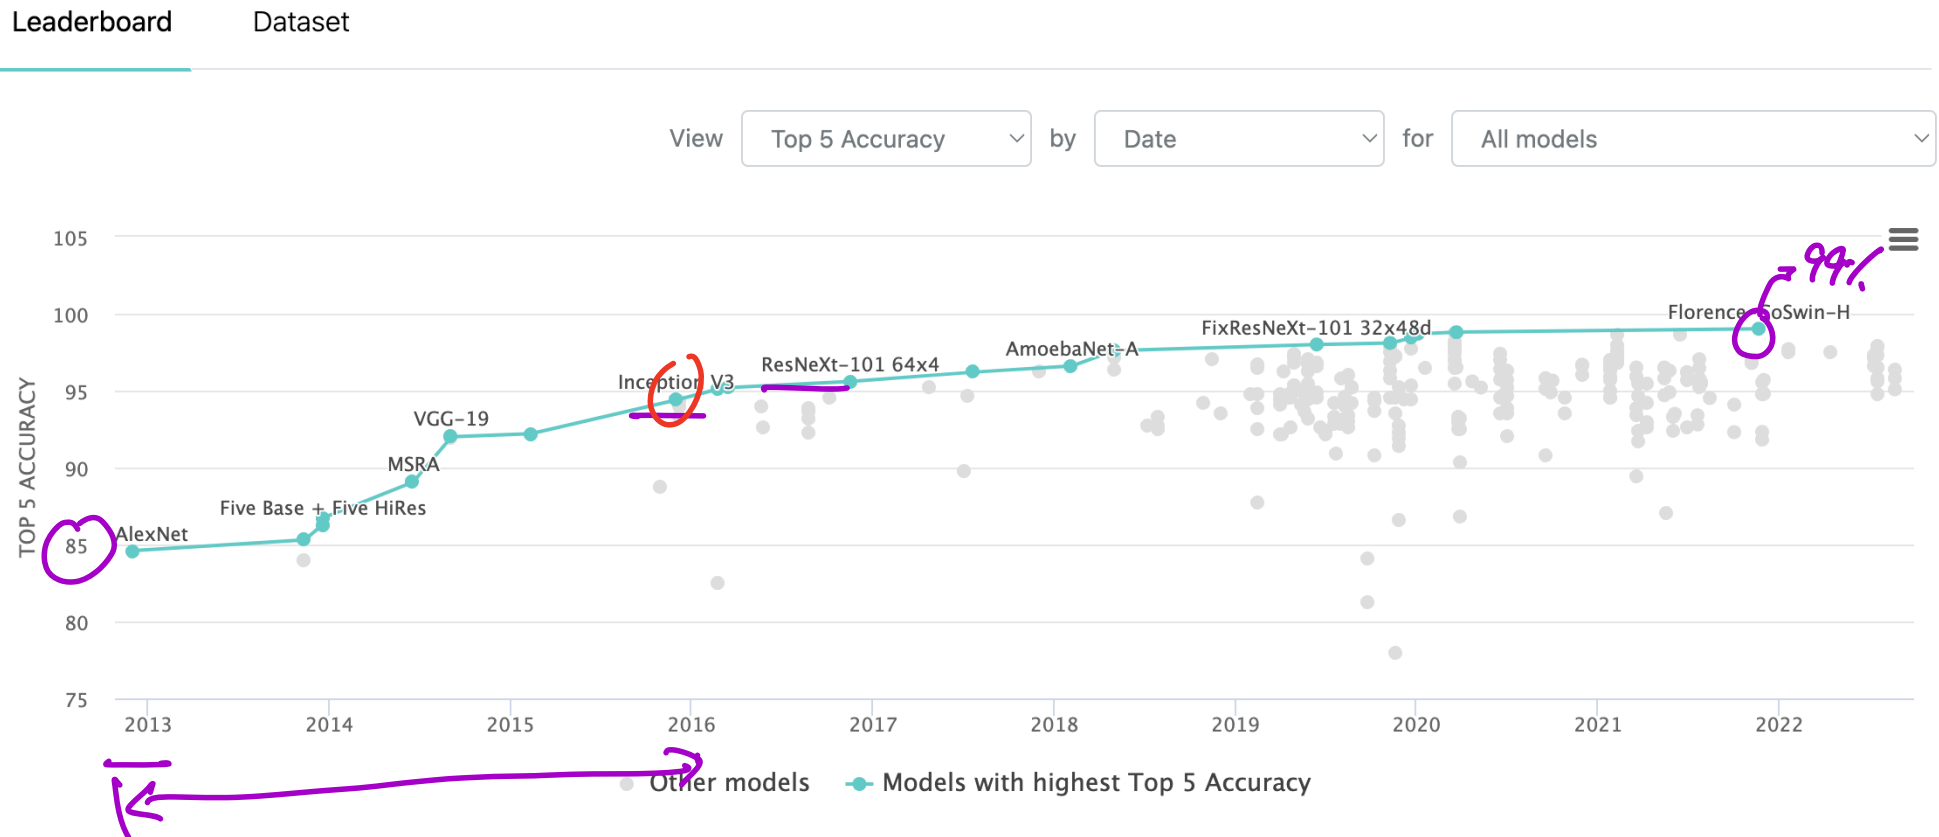 Leaderboard Dataset
View Top 5 Accuracy by Date for All models
105
99%
100
Florence-CoSwin-H
FixResNeXt-101 32x48d
AmoebaNet-A
ResNeXt-101 64x4
Inception V3
95
VGG-19
MSRA
90
Five Base + Five HiRes
AlexNet
85
80
75
TOP 5 ACCURACY
2013 2014 2015 2016 2017 2018 2019 2020 2021 2022
Other models Models with highest Top 5 Accuracy